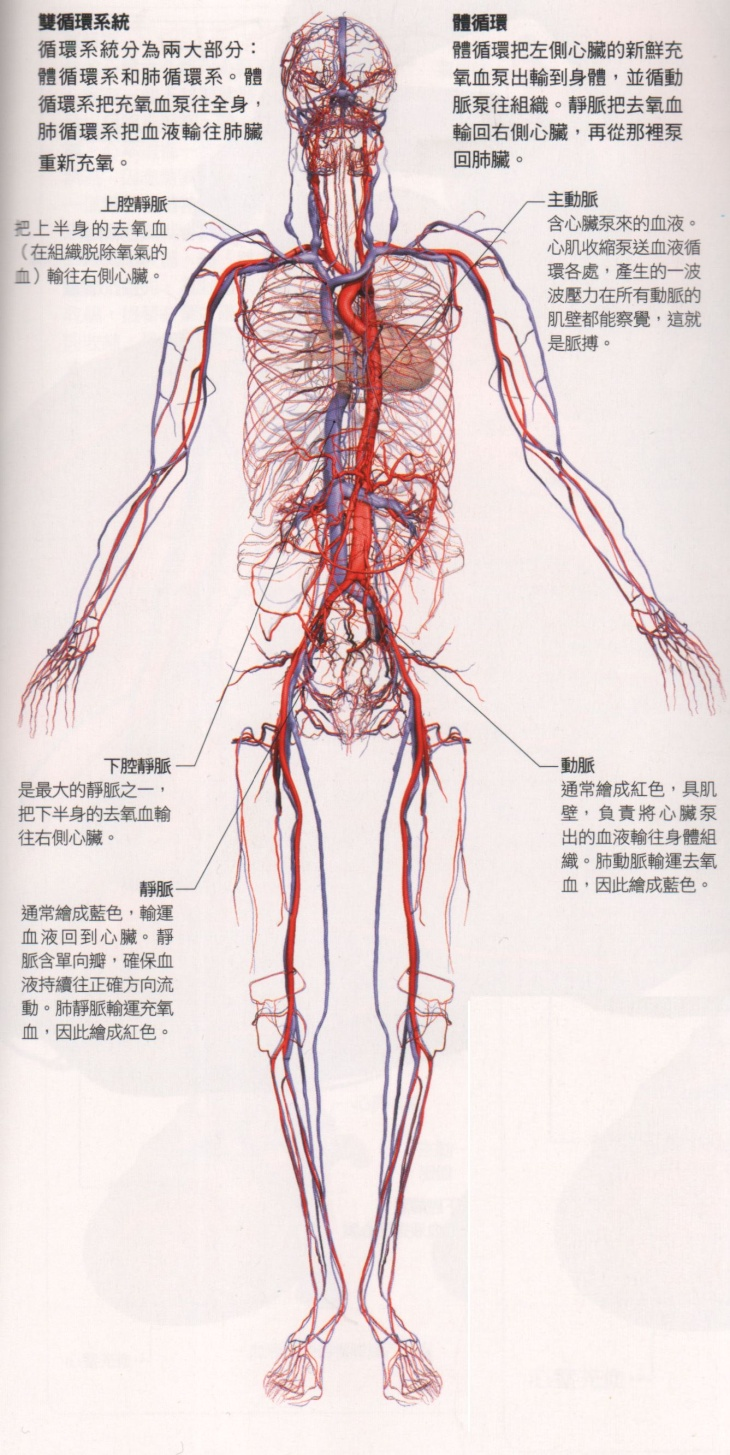 雙循環系統
循環系統分為兩大部分：
體循環系和肺循環系。體
循環系把充氧血泵往全身，
肺循環系把血液輸往肺臟
重新充氧。
體循環
體循環把左側心臟的新鮮充
氧血泵出輸到身體，並循動
脈泵往組織。靜脈把去氧血
輸回右側心臟，再從那裡泵
回肺臟。
上腔靜脈
把上半身的去氧血
（在組織脫除氧氣的
血）輸往右側心臟。
主動脈
含心臟泵來的血液。
心肌收縮泵送血液循
環各處，產生的一波
波壓力在所有動脈的
肌壁都能察覺，這就
是脈搏。
下腔靜脈
是最大的靜脈之一，
把下半身的去氧血輸
往右側心臟。
動脈
通常繪成紅色，具肌
壁，負責將心臟泵
出的血液輸往身體組
織。肺動脈輸運去氧
血，因此繪成藍色。
靜脈
通常繪成藍色，輸運
血液回到心臟。靜
脈含單向瓣，確保血
液持續往正確方向流
動。肺靜脈輸運充氧
血，因此繪成紅色。